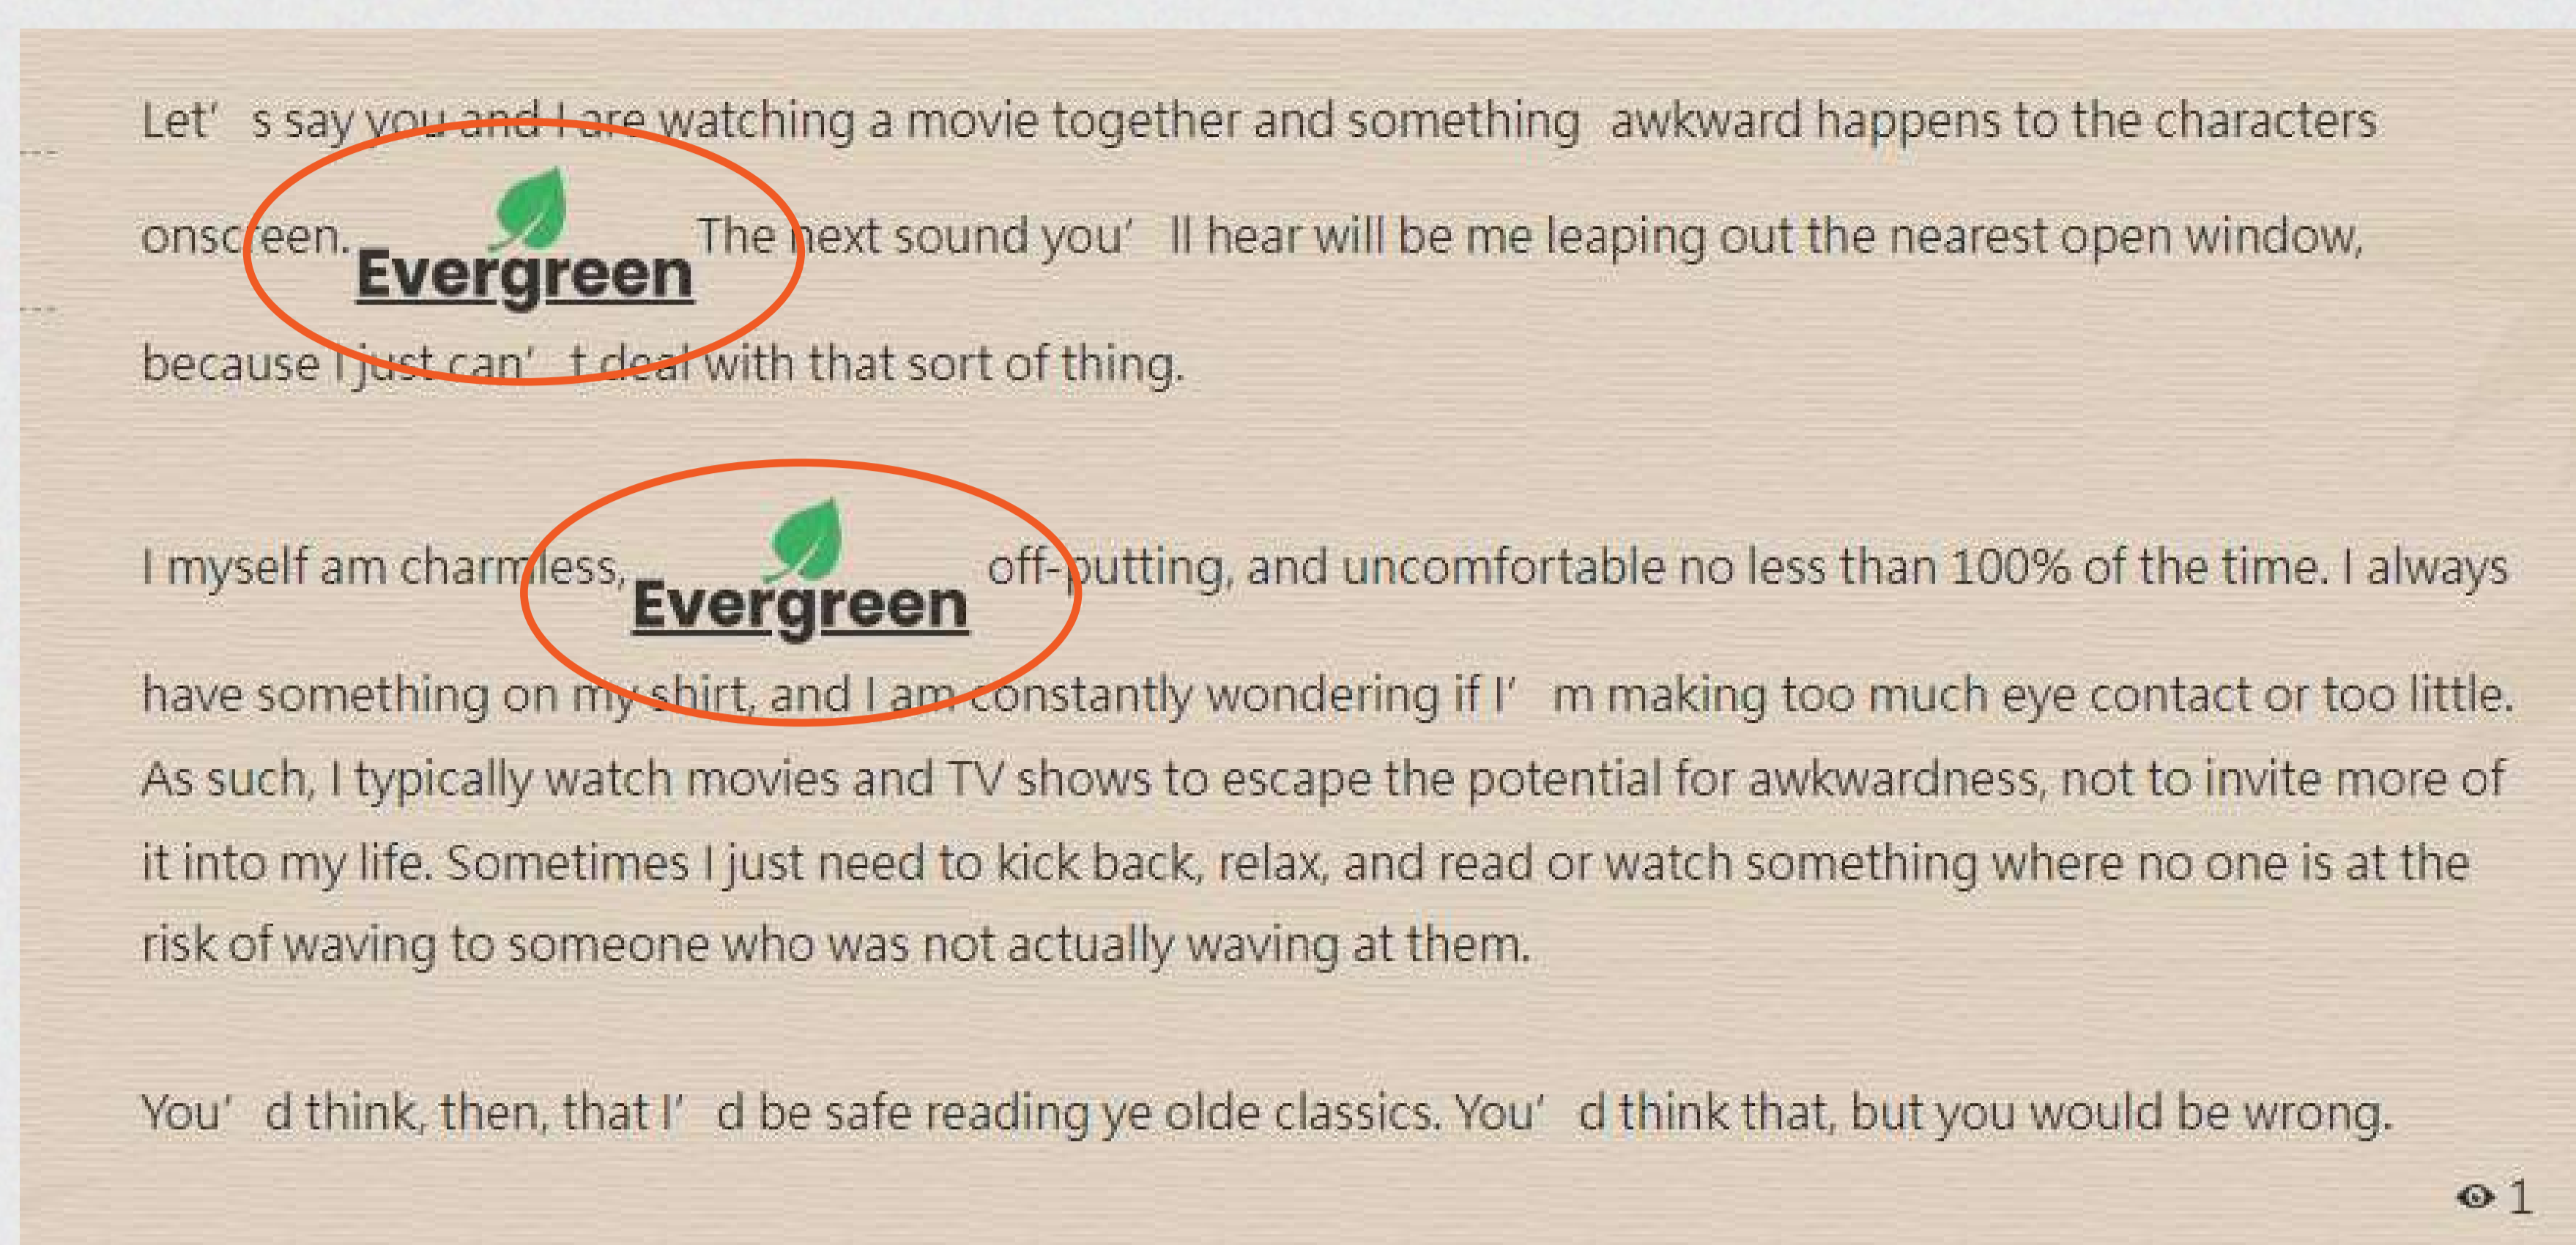 Let's say you and I are watching a movie together and something awkward happens to the characters
onscreen. Evergreen The next sound you'll hear will be me leaping out the nearest open window,
because I just can't deal with that sort of thing.
I myself am charmless, Evergreen off-putting, and uncomfortable no less than 100% of the time. I always
have something on my shirt, and I am constantly wondering if I'm making too much eye contact or too little.
As such, I typically watch movies and TV shows to escape the potential for awkwardness, not to invite more of
it into my life. Sometimes I just need to kick back, relax, and read or watch something where no one is at the
risk of waving to someone who was not actually waving at them.
You'd think, then, that I'd be safe reading ye olde classics. You'd think that, but you would be wrong.
1